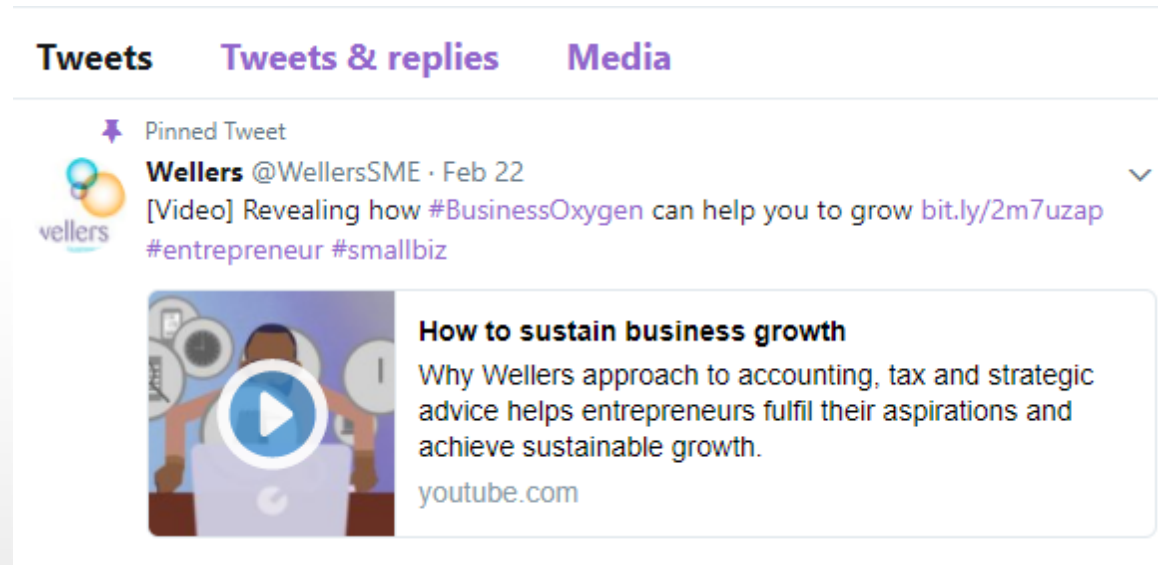 Tweets Tweets & replies Media
Pinned Tweet
Wellers @WellersSME · Feb 22
[Video] Revealing how #BusinessOxygen can help you to grow bit.ly/2m7uzap
#entrepreneur #smallbiz
vellers
How to sustain business growth
Why Wellers approach to accounting, tax and strategic
advice helps entrepreneurs fulfil their aspirations and
achieve sustainable growth.
youtube.com